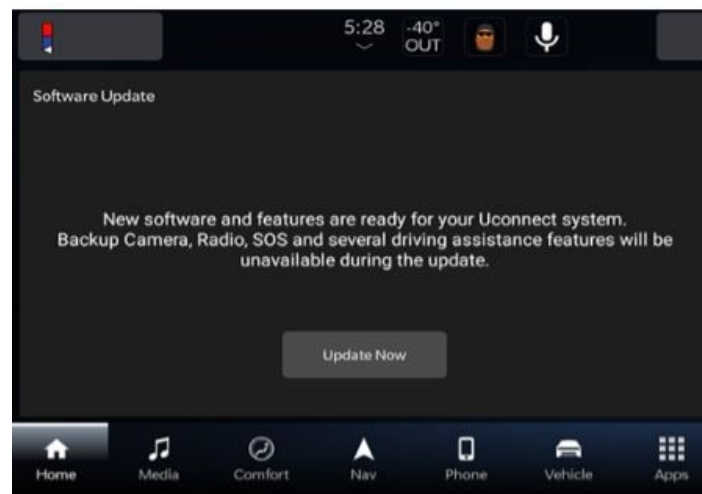 5:28
-40°
OUT
Software Update
New software and features are ready for your Uconnect system.
Backup Camera, Radio, SOS and several driving assistance features will be
unavailable during the update.
Update Now
Home Media Comfort Nav Phone Vehicle Apps